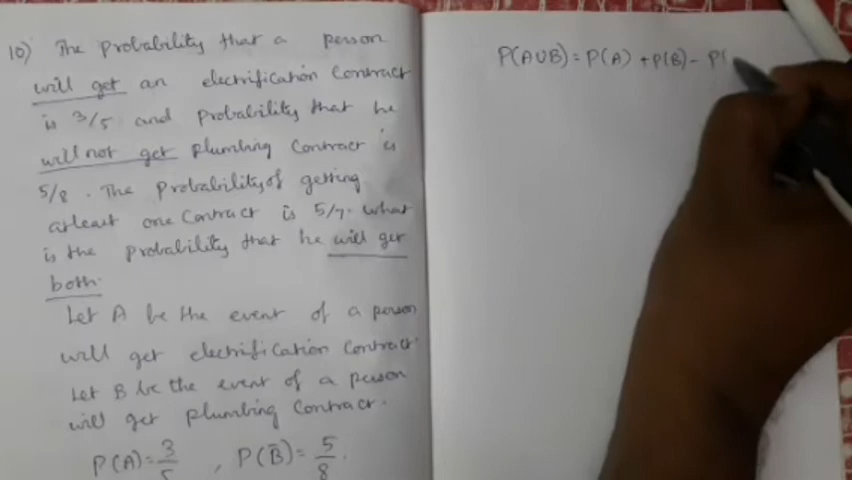 10) The probability that a person
will get an electrification Contract
is 3/5 and probability that he
will not get plumbing Contract is
5/8. The probability of getting
atleast one Contract is 5/7. what
is the probability that he will get
both.
Let A be the event of a person
will get electrification Contract.
Let B be the event of a person
will get plumbing Contract.
P(A) = 3/5 , P(B̄) = 5/8.
P(A∪B) = P(A) + P(B) - P(